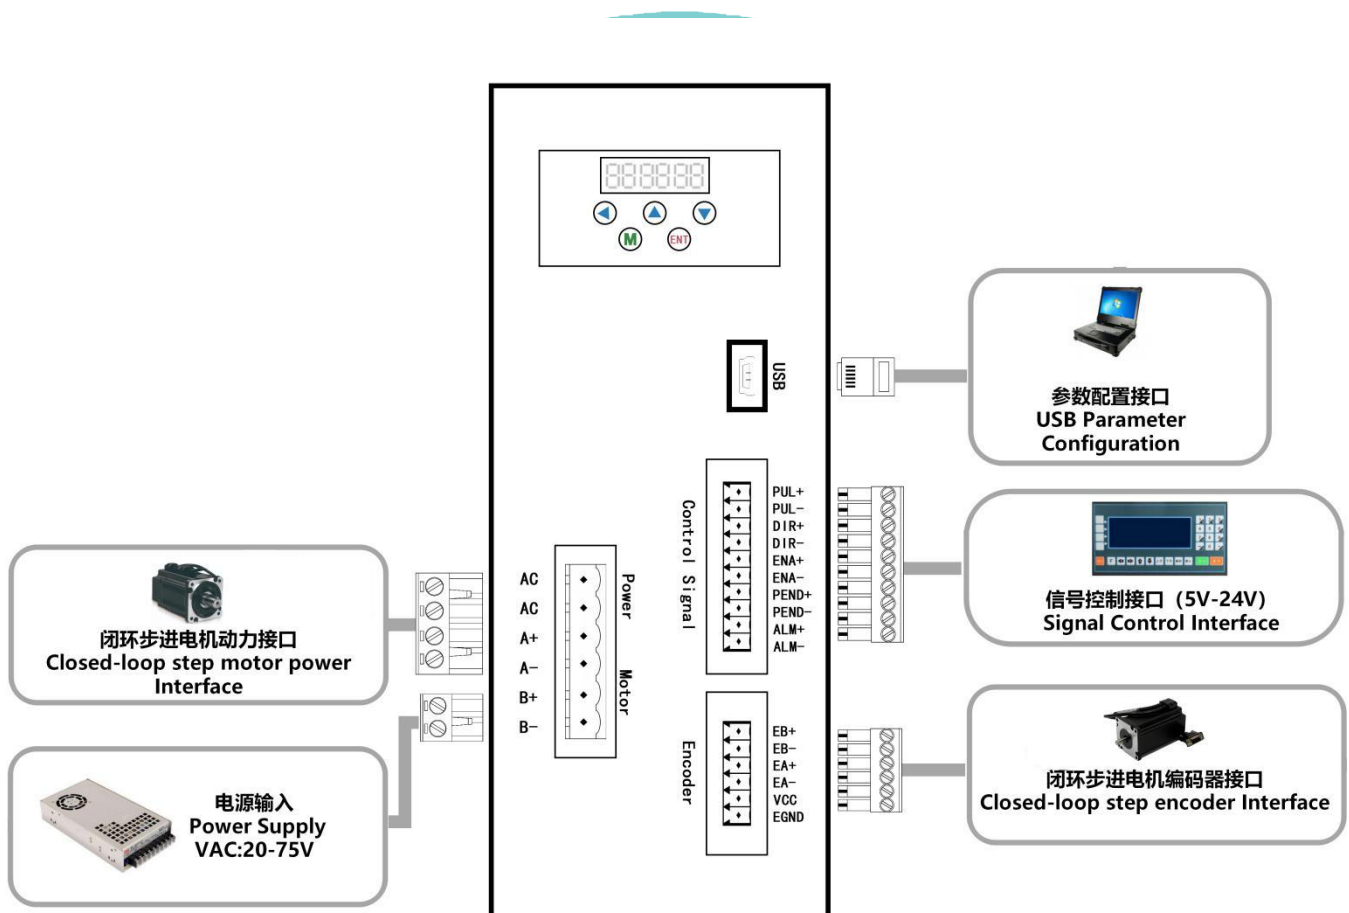 M
ENT
USB
参数配置接口
USB Parameter
Configuration
Control Signal
PUL+
PUL-
DIR+
DIR-
ENA+
ENA-
PEND+
PEND-
ALM+
ALM-
信号控制接口（5V-24V）
Signal Control Interface
闭环步进电机动力接口
Closed-loop step motor power
Interface
AC
AC
A+
A-
B+
B-
Power
Motor
Encoder
EB+
EB-
EA+
EA-
VCC
EGND
闭环步进电机编码器接口
Closed-loop step encoder Interface
电源输入
Power Supply
VAC:20-75V